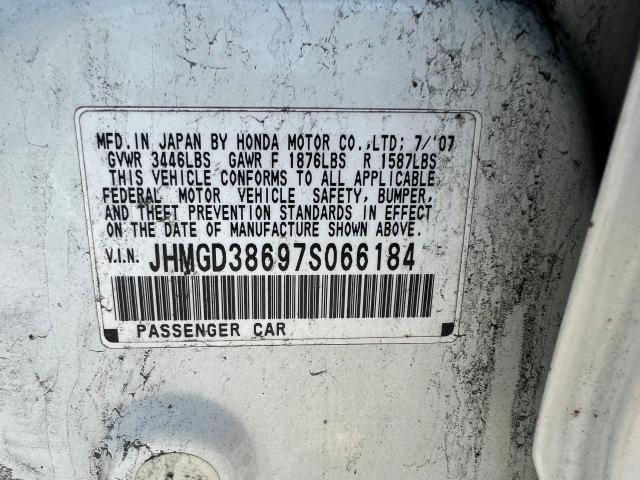 MFD. IN JAPAN BY HONDA MOTOR CO.,LTD; 7/'07
GVWR 3446LBS GAWR F 1876LBS R 1587LBS
THIS VEHICLE CONFORMS TO ALL APPLICABLE
FEDERAL MOTOR VEHICLE SAFETY, BUMPER,
AND THEFT PREVENTION STANDARDS IN EFFECT
ON THE DATE OF MANUFACTURE SHOWN ABOVE.
V.I.N. JHMGD38697S066184
PASSENGER CAR